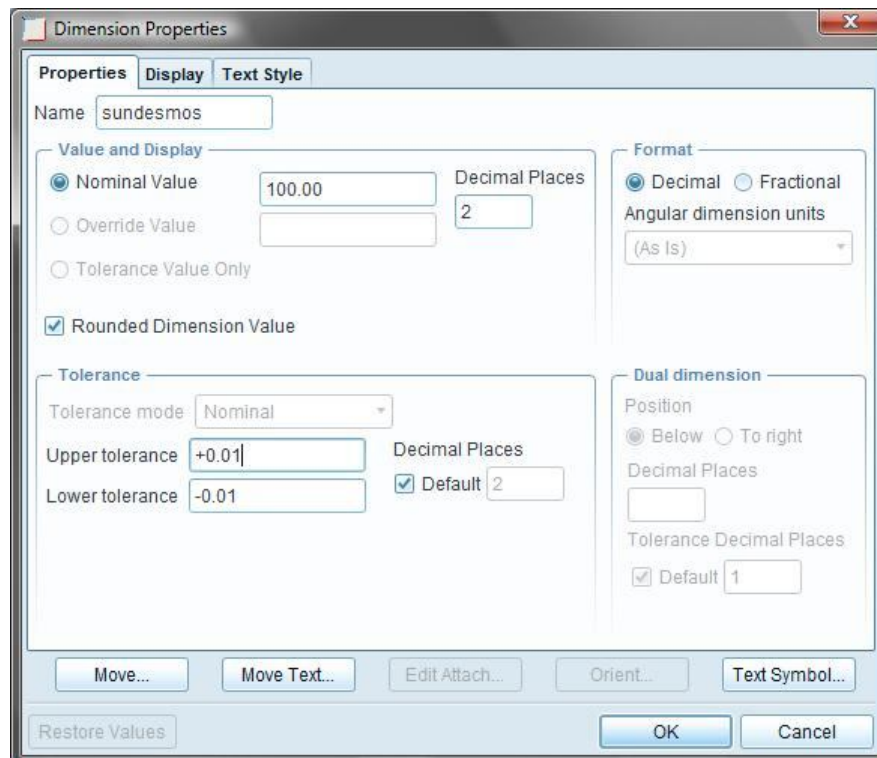 Dimension Properties
Properties Display Text Style
Name sundesmos
Value and Display
Nominal Value 100.00 Decimal Places
2
Override Value
Tolerance Value Only
Rounded Dimension Value
Format
Decimal Fractional
Angular dimension units
(As Is)
Tolerance
Tolerance mode Nominal
Upper tolerance +0.01 Decimal Places
Default 2
Lower tolerance -0.01
Dual dimension
Position
Below To right
Decimal Places
Tolerance Decimal Places
Default 1
Move... Move Text... Edit Attach... Orient... Text Symbol...
Restore Values OK Cancel